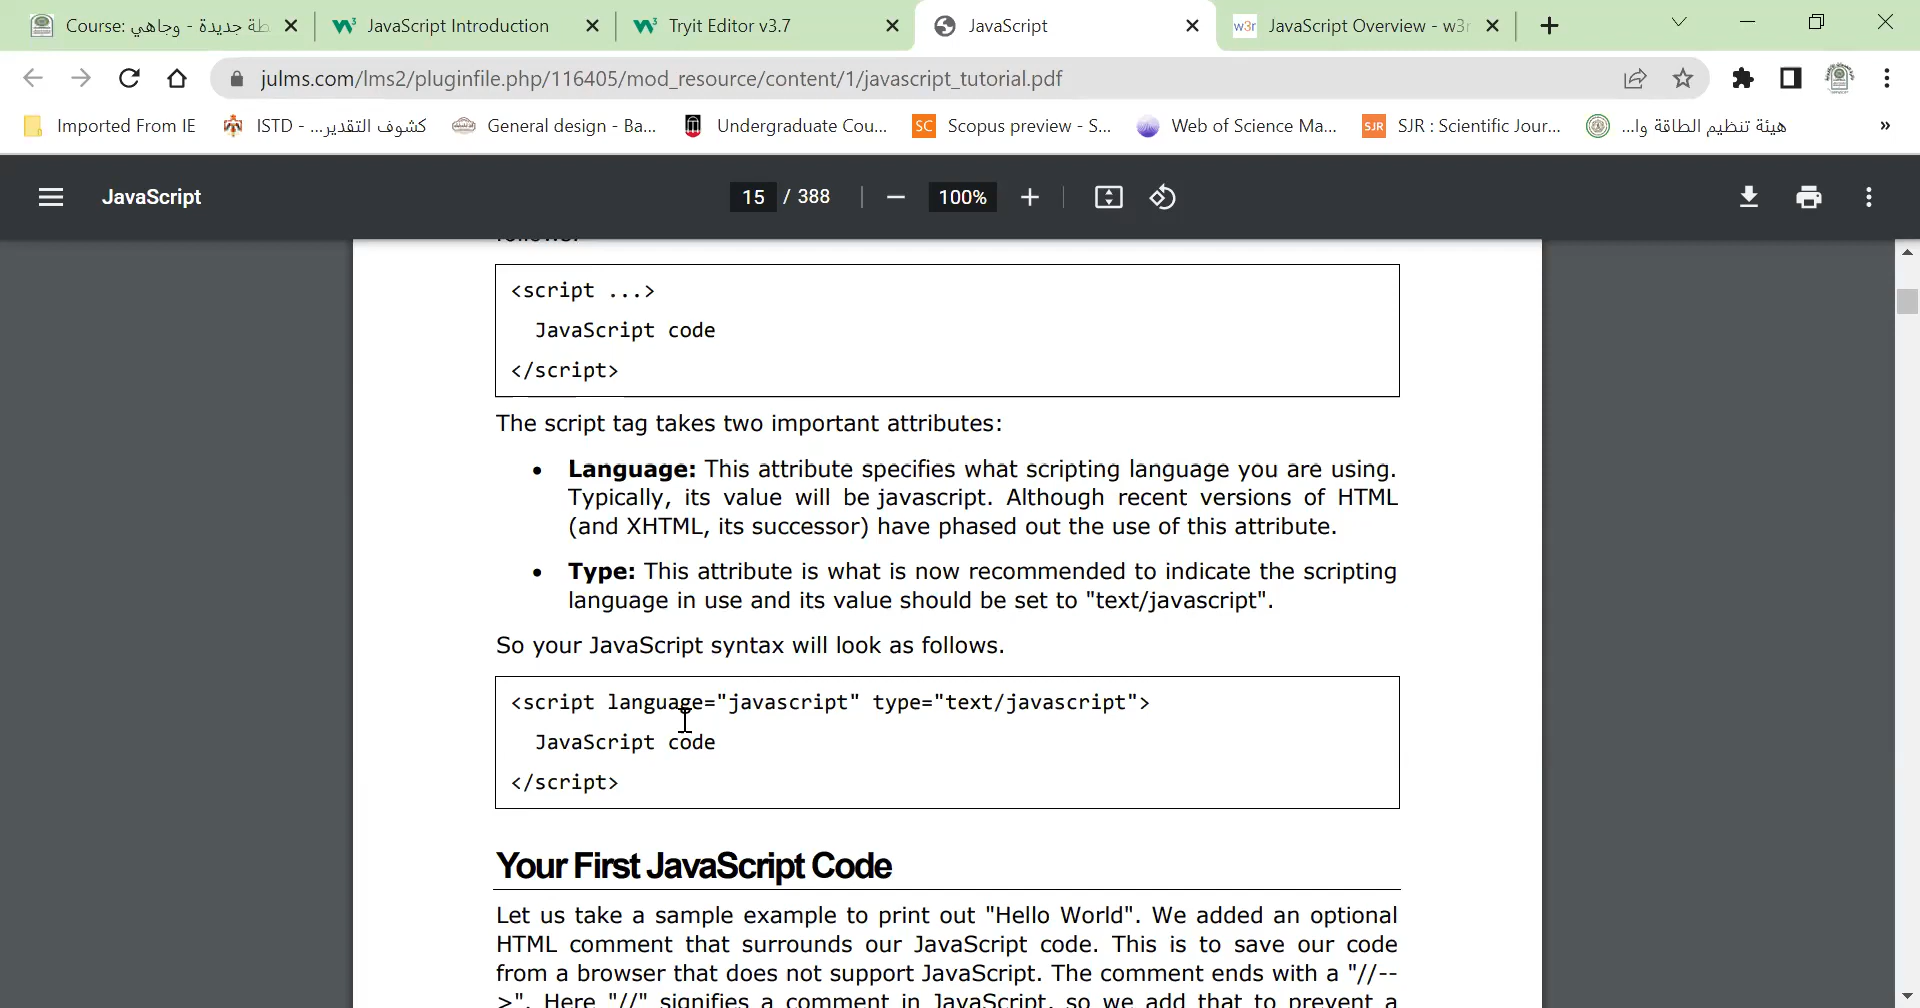 Course: طة جديدة - وجاهي
JavaScript Introduction
Tryit Editor v3.7
JavaScript
w3r JavaScript Overview - w3r
julms.com/lms2/pluginfile.php/116405/mod_resource/content/1/javascript_tutorial.pdf
Imported From IE
ISTD - كشوف التقدير...
General design - Ba...
Undergraduate Cou...
SC Scopus preview - S...
Web of Science Ma...
SJR SJR : Scientific Jour...
هيئة تنظيم الطاقة وا...
»
JavaScript
15 / 388
100%
follows.
<script ...>
JavaScript code
</script>
The script tag takes two important attributes:
• Language: This attribute specifies what scripting language you are using.
Typically, its value will be javascript. Although recent versions of HTML
(and XHTML, its successor) have phased out the use of this attribute.
• Type: This attribute is what is now recommended to indicate the scripting
language in use and its value should be set to "text/javascript".
So your JavaScript syntax will look as follows.
<script language="javascript" type="text/javascript">
JavaScript code
</script>
Your First JavaScript Code
Let us take a sample example to print out "Hello World". We added an optional
HTML comment that surrounds our JavaScript code. This is to save our code
from a browser that does not support JavaScript. The comment ends with a "//--
>". Here "//" signifies a comment in JavaScript, so we add that to prevent a